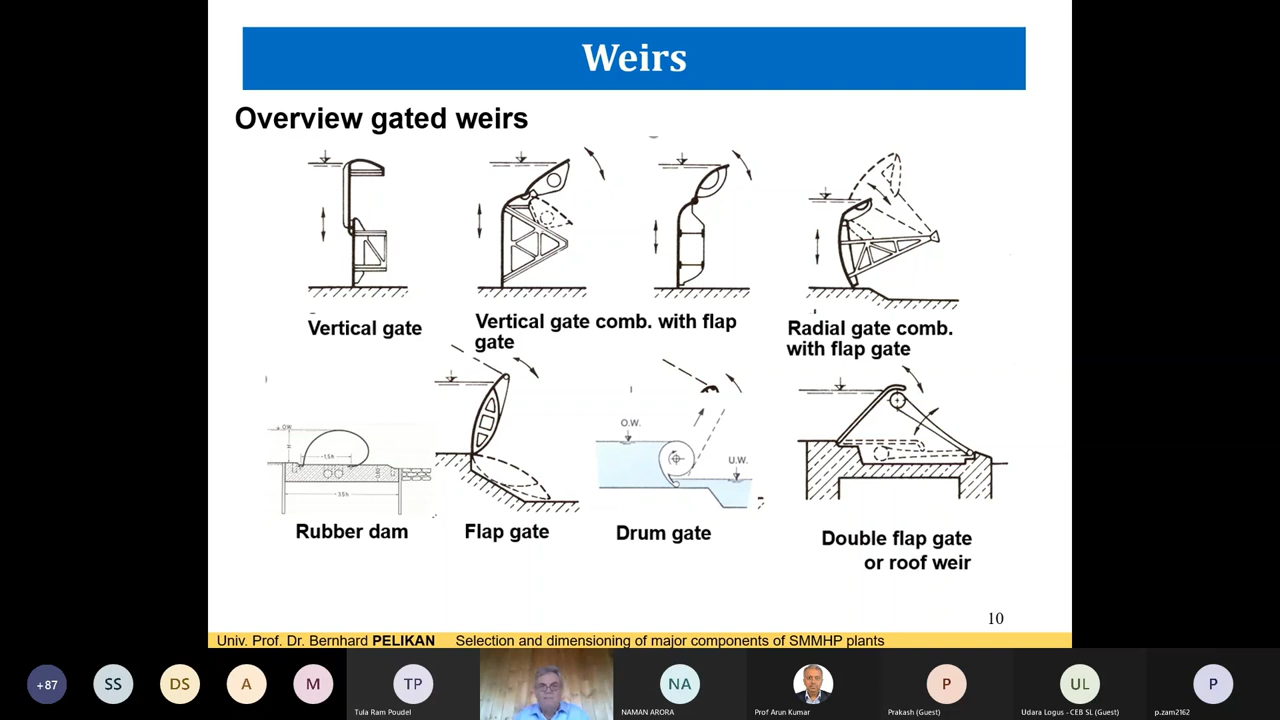 Weirs
Overview gated weirs
Vertical gate
Vertical gate comb. with flap
gate
Radial gate comb.
with flap gate
O.W.
U.W.
Rubber dam
Flap gate
Drum gate
Double flap gate
or roof weir
10
Univ. Prof. Dr. Bernhard PELIKAN Selection and dimensioning of major components of SMMHP plants
+87
SS
DS
A
M
TP
NA
P
UL
P
Tula Ram Poudel
NAMAN ARORA
Prof Arun Kumar
Prakash (Guest)
Udara Logus - CEB SL (Guest)
p.zam2162